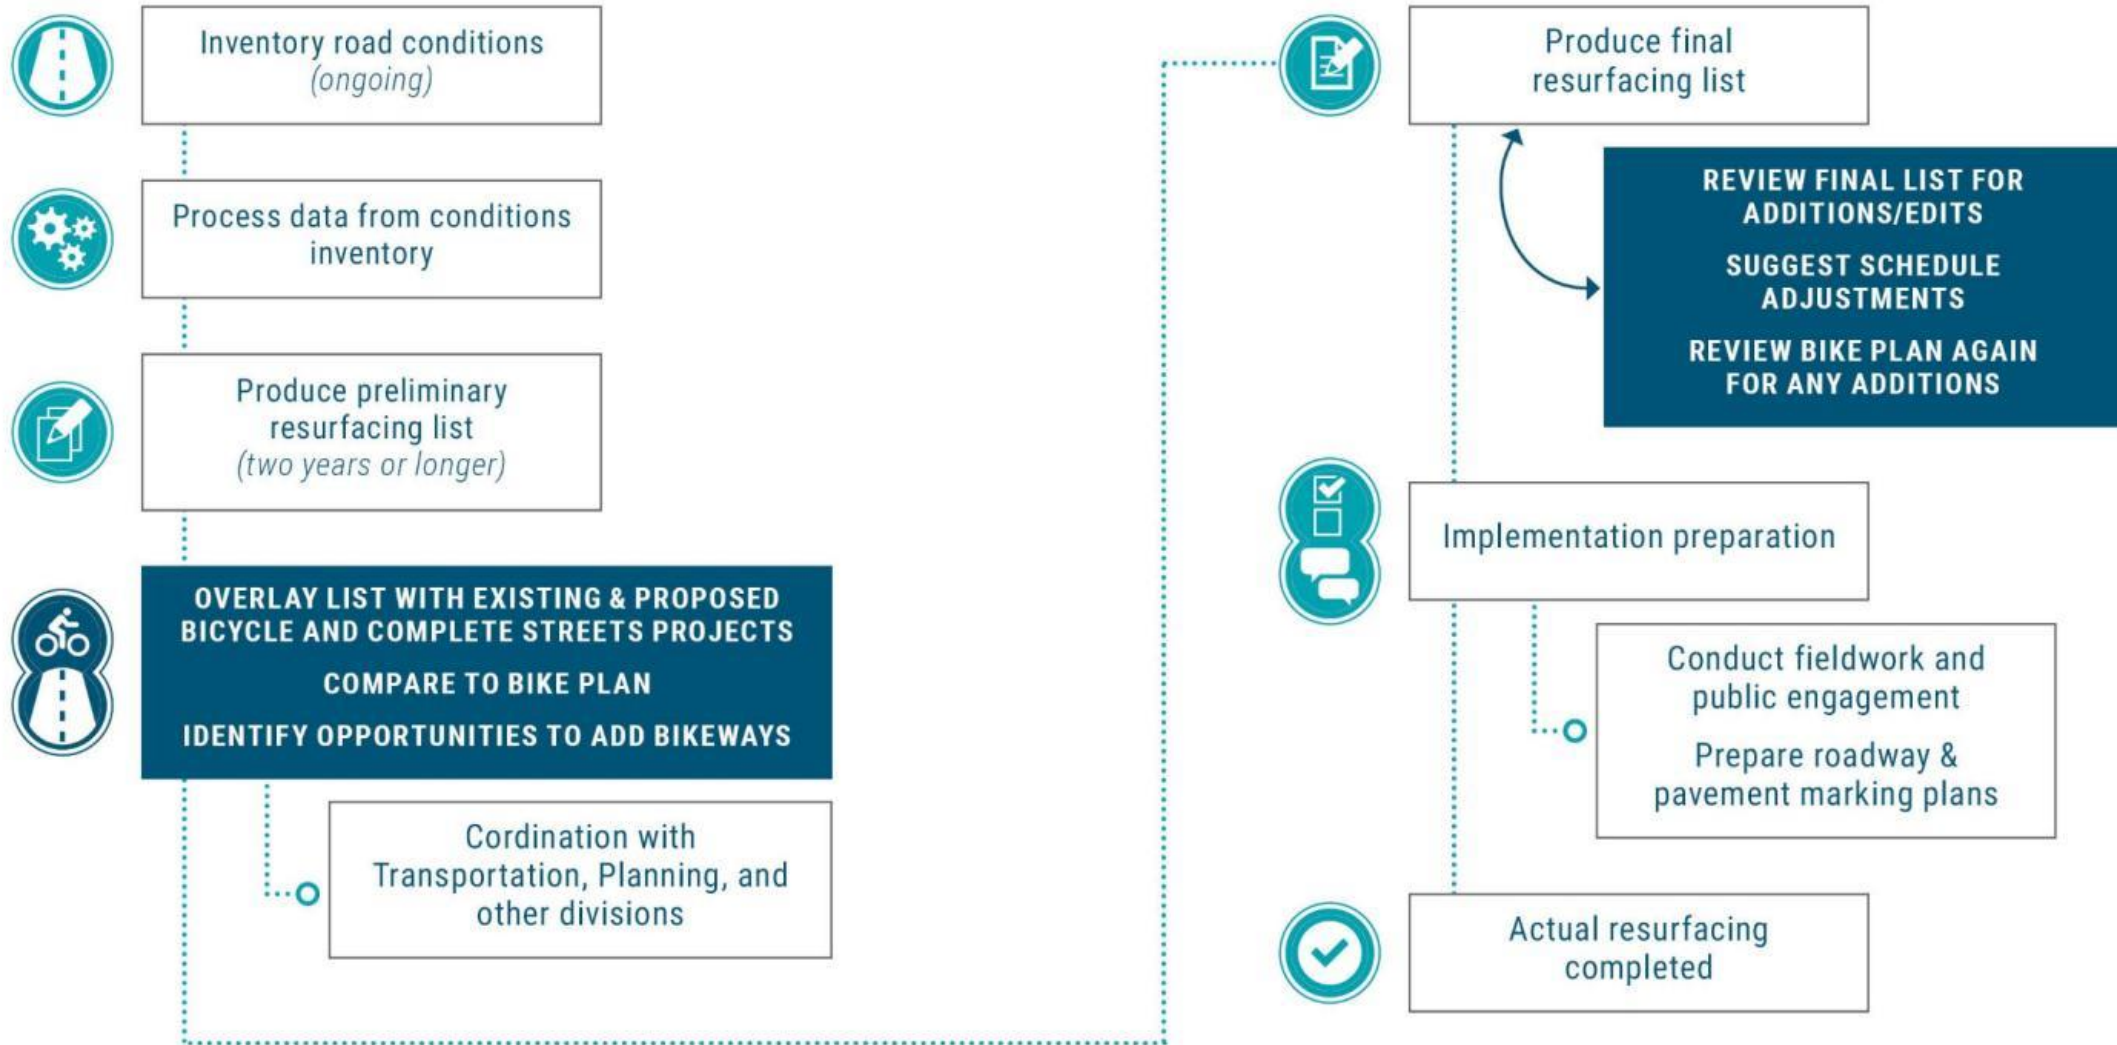 Inventory road conditions
(ongoing)
Process data from conditions
inventory
Produce preliminary
resurfacing list
(two years or longer)
OVERLAY LIST WITH EXISTING & PROPOSED
BICYCLE AND COMPLETE STREETS PROJECTS
COMPARE TO BIKE PLAN
IDENTIFY OPPORTUNITIES TO ADD BIKEWAYS
Cordination with
Transportation, Planning, and
other divisions
Produce final
resurfacing list
REVIEW FINAL LIST FOR
ADDITIONS/EDITS
SUGGEST SCHEDULE
ADJUSTMENTS
REVIEW BIKE PLAN AGAIN
FOR ANY ADDITIONS
Implementation preparation
Conduct fieldwork and
public engagement
Prepare roadway &
pavement marking plans
Actual resurfacing
completed